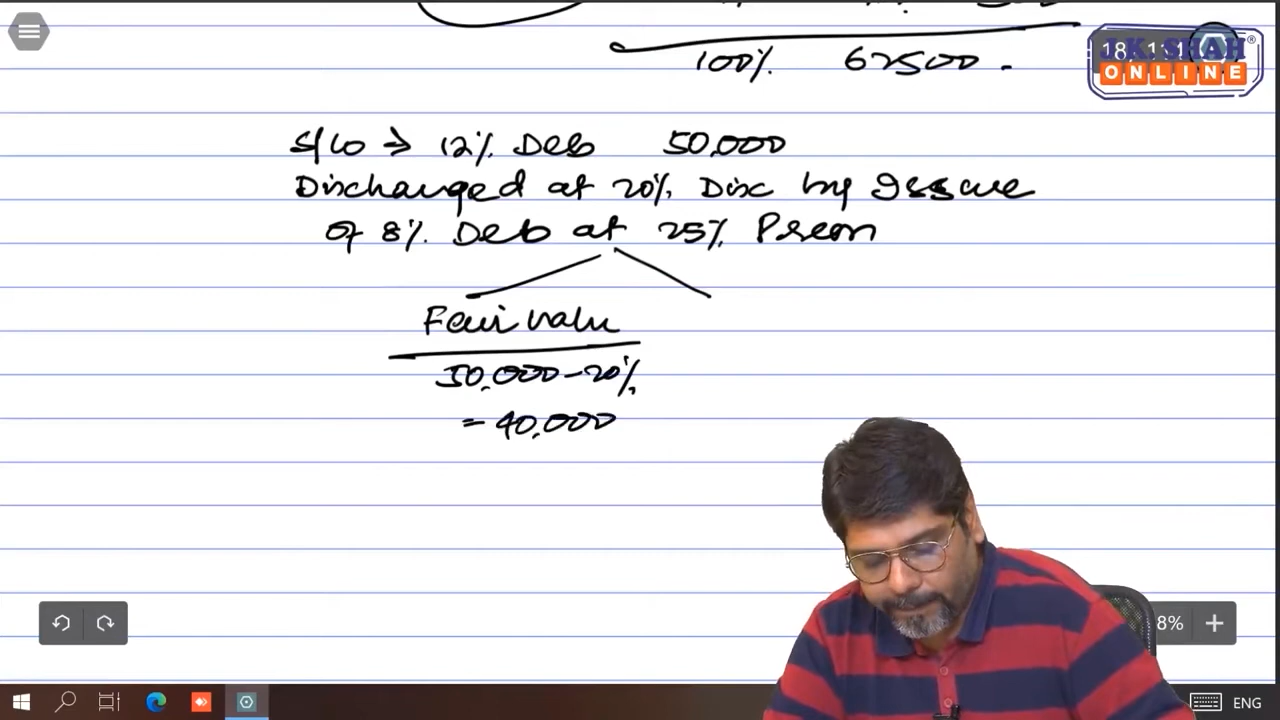 100% 62500
S/Co → 12% Deb 50,000
Discharged at 20% Disc by Issue
of 8% Deb at 25% Prem
Fair Value
50,000-20%
= 40,000
ONLINE
8% +
ENG